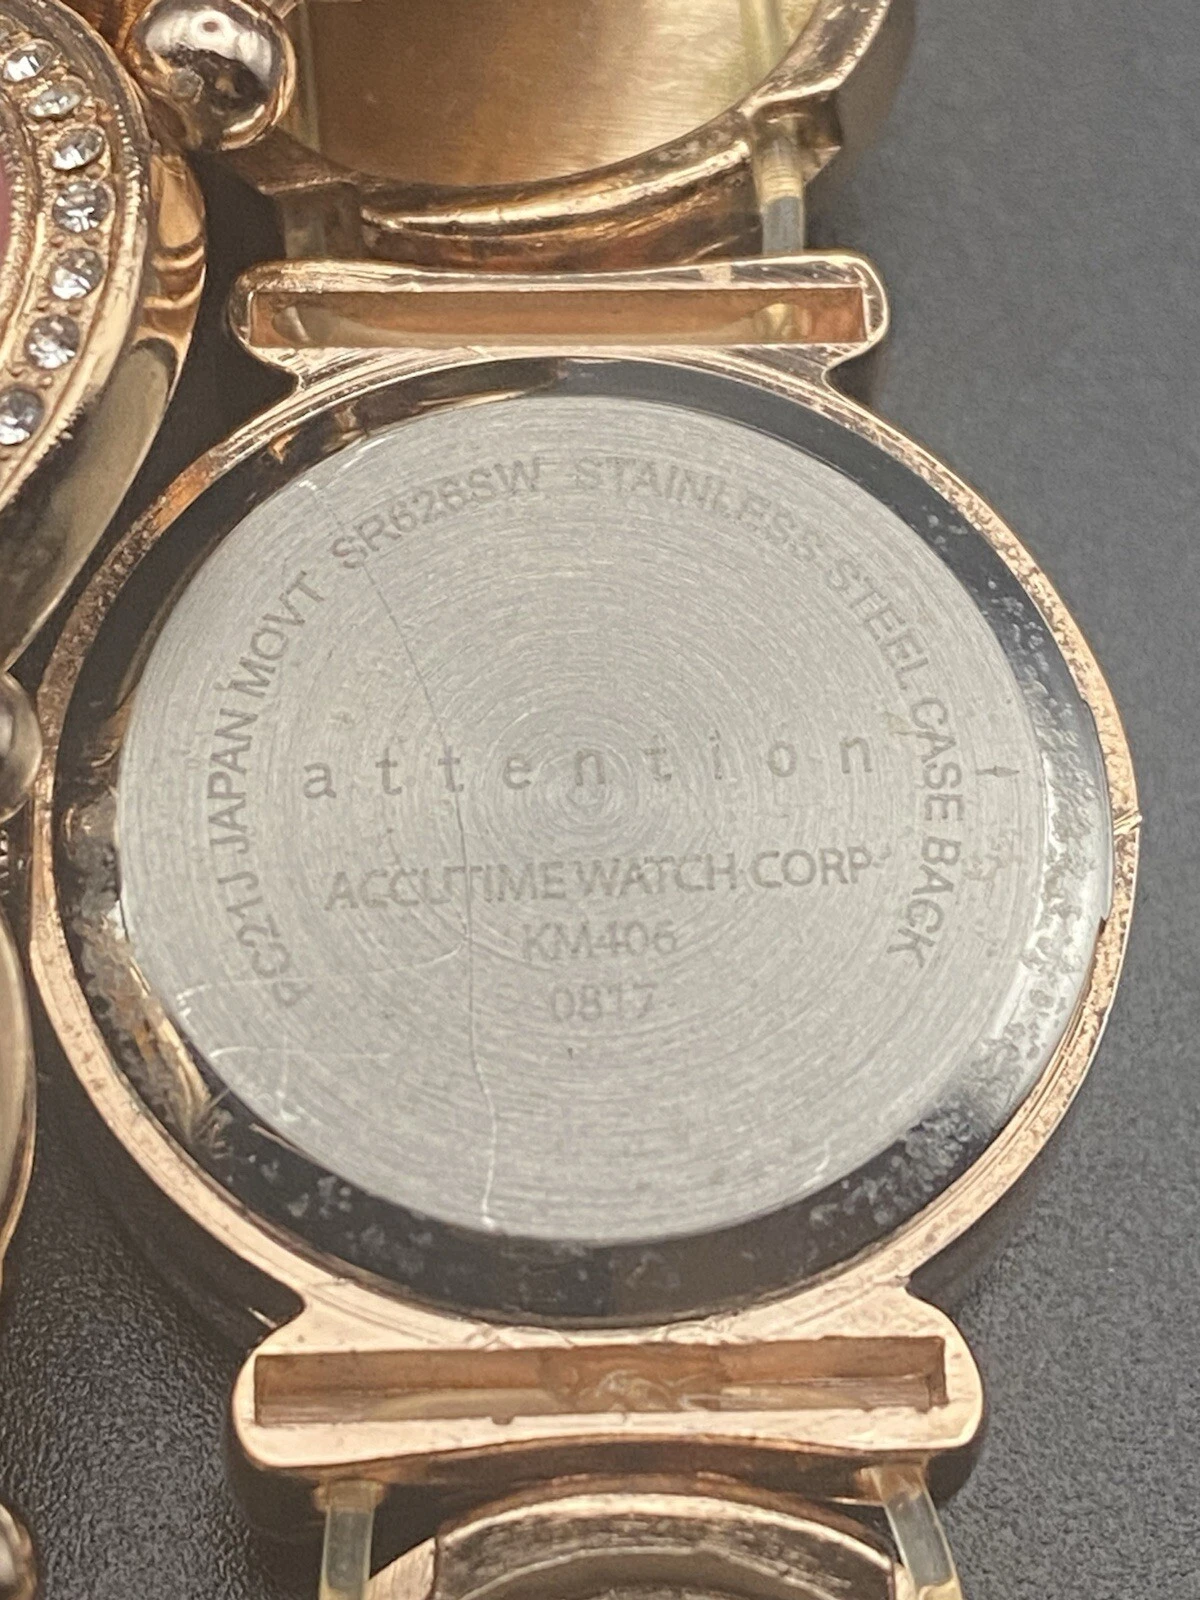 PC21J JAPAN MOVT SR626SW STAINLESS STEEL CASE BACK
attention
ACCUTIME WATCH CORP
KM406
0817